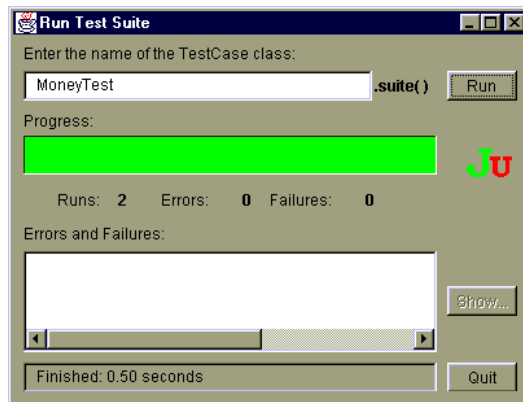 Run Test Suite
Enter the name of the TestCase class:
MoneyTest .suite( ) Run
Progress:
JU
Runs: 2 Errors: 0 Failures: 0
Errors and Failures:
Show...
Finished: 0.50 seconds Quit